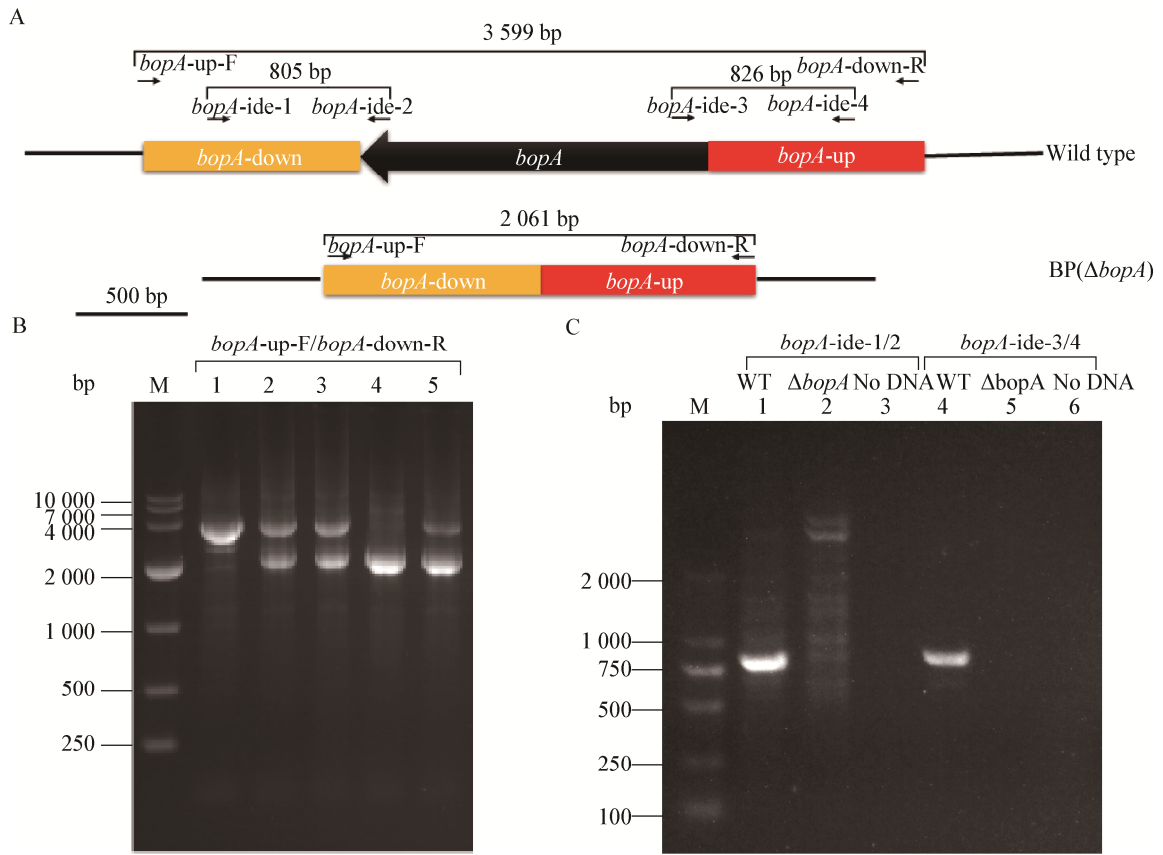 A
3 599 bp
bopA-up-F
805 bp
826 bp
bopA-down-R
bopA-ide-1
bopA-ide-2
bopA-ide-3
bopA-ide-4
bopA-down
bopA
bopA-up
Wild type
2 061 bp
bopA-up-F
bopA-down-R
bopA-down
bopA-up
BP(ΔbopA)
500 bp
B
bopA-up-F/bopA-down-R
bp M 1 2 3 4 5
10 000
7 000
4 000
2 000
1 000
500
250
C
bopA-ide-1/2 bopA-ide-3/4
WT ΔbopA No DNA WT ΔbopA No DNA
bp M 1 2 3 4 5 6
2 000
1 000
750
500
250
100